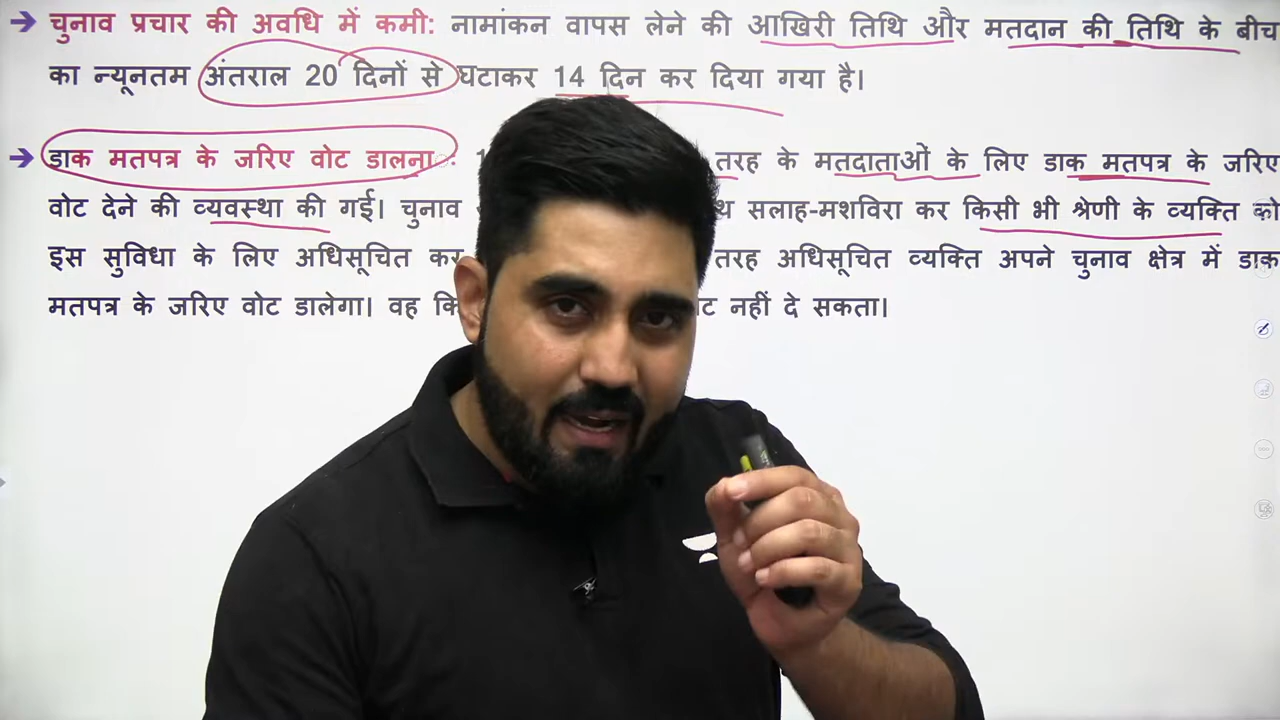 → चुनाव प्रचार की अवधि में कमी: नामांकन वापस लेने की आखिरी तिथि और मतदान की तिथि के बीच
का न्यूनतम अंतराल 20 दिनों से घटाकर 14 दिन कर दिया गया है।
→ डाक मतपत्र के जरिए वोट डालना: तरह के मतदाताओं के लिए डाक मतपत्र के जरिए
वोट देने की व्यवस्था की गई। चुनाव सलाह-मशविरा कर किसी भी श्रेणी के व्यक्ति को
इस सुविधा के लिए अधिसूचित कर तरह अधिसूचित व्यक्ति अपने चुनाव क्षेत्र में डाक
मतपत्र के जरिए वोट डालेगा। वह नहीं दे सकता।